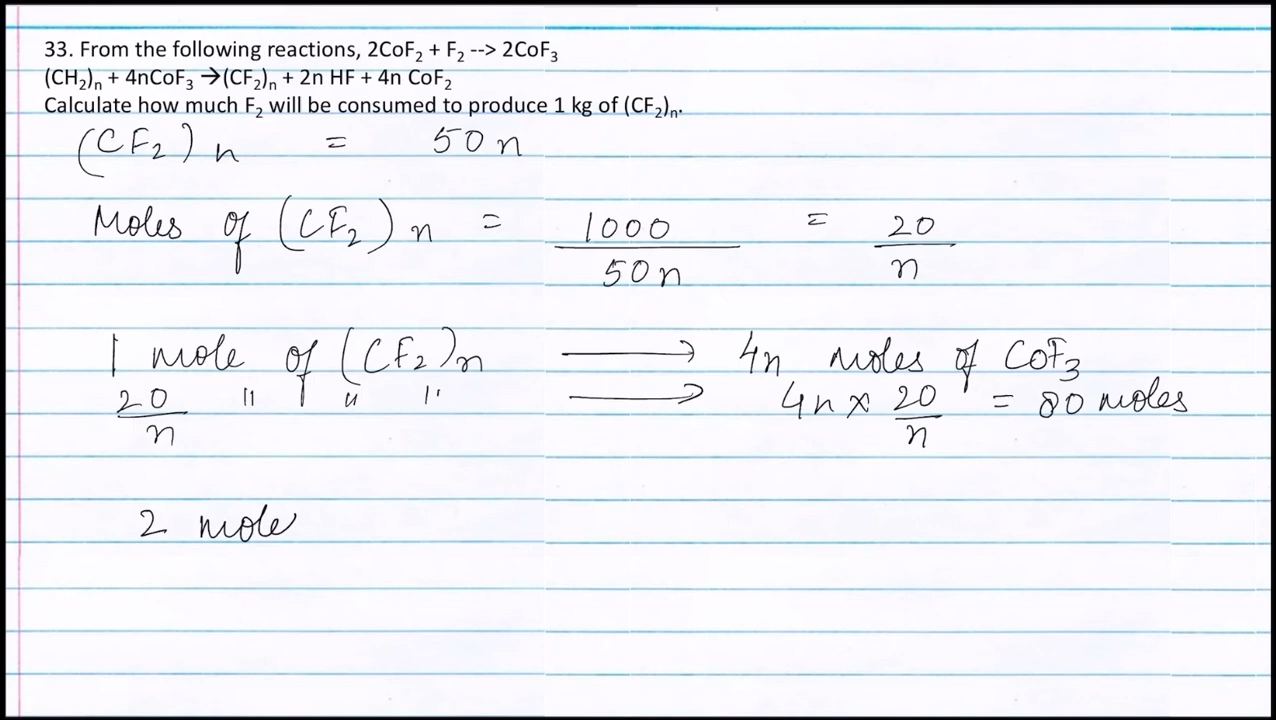 33. From the following reactions, 2CoF₂ + F₂ --> 2CoF₃
(CH₂)ₙ + 4nCoF₃ →(CF₂)ₙ + 2n HF + 4n CoF₂
Calculate how much F₂ will be consumed to produce 1 kg of (CF₂)ₙ.
(CF₂)ₙ = 50n
Moles of (CF₂)ₙ = 1000/50n = 20/n
1 mole of (CF₂)ₙ → 4n moles of CoF₃
20/n " " " → 4n × 20/n = 80 moles
2 mole